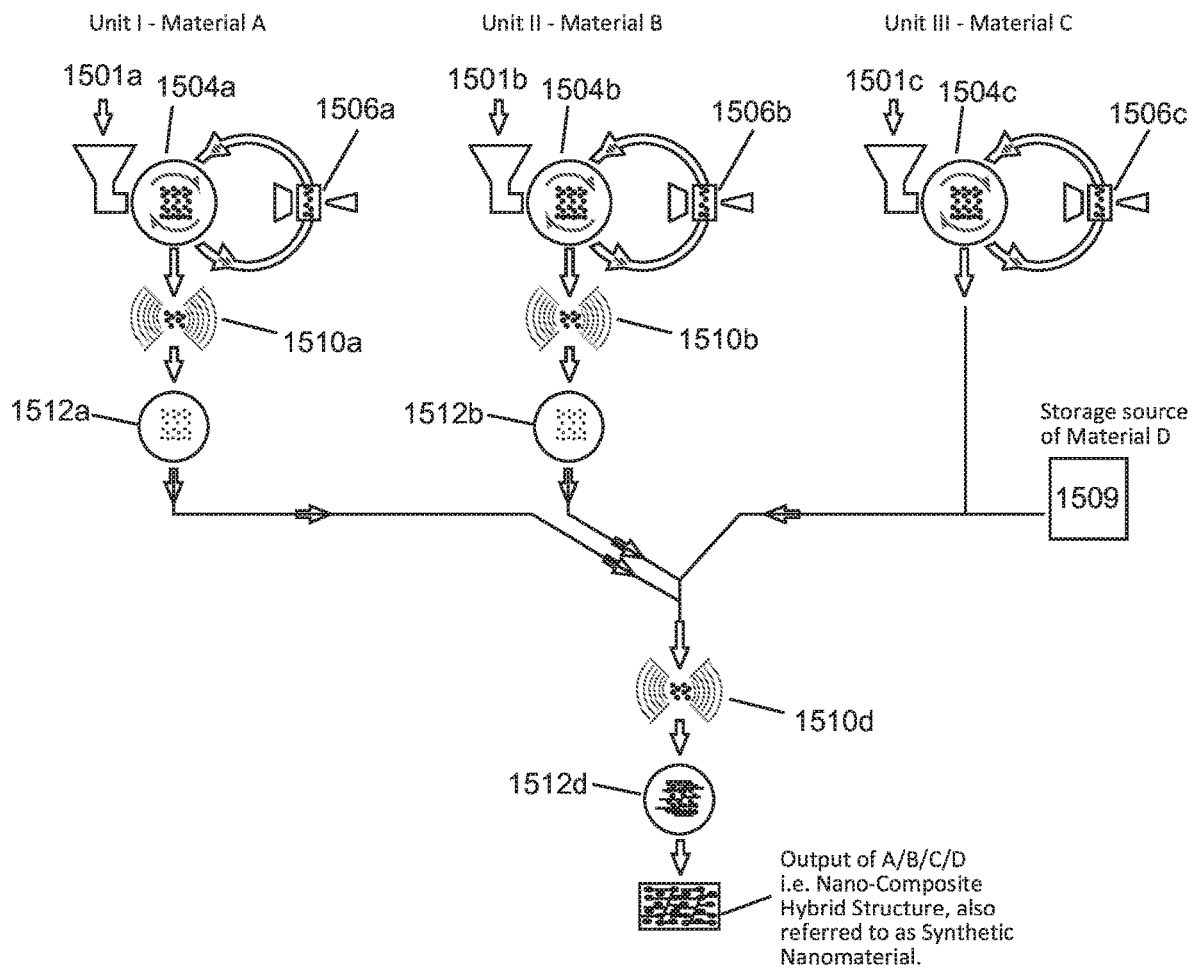 Unit I - Material A
Unit II - Material B
Unit III - Material C
1501a
1504a
1506a
1501b
1504b
1506b
1501c
1504c
1506c
1510a
1510b
1512a
1512b
Storage source
of Material D
1509
1510d
1512d
Output of A/B/C/D
i.e. Nano-Composite
Hybrid Structure, also
referred to as Synthetic
Nanomaterial.